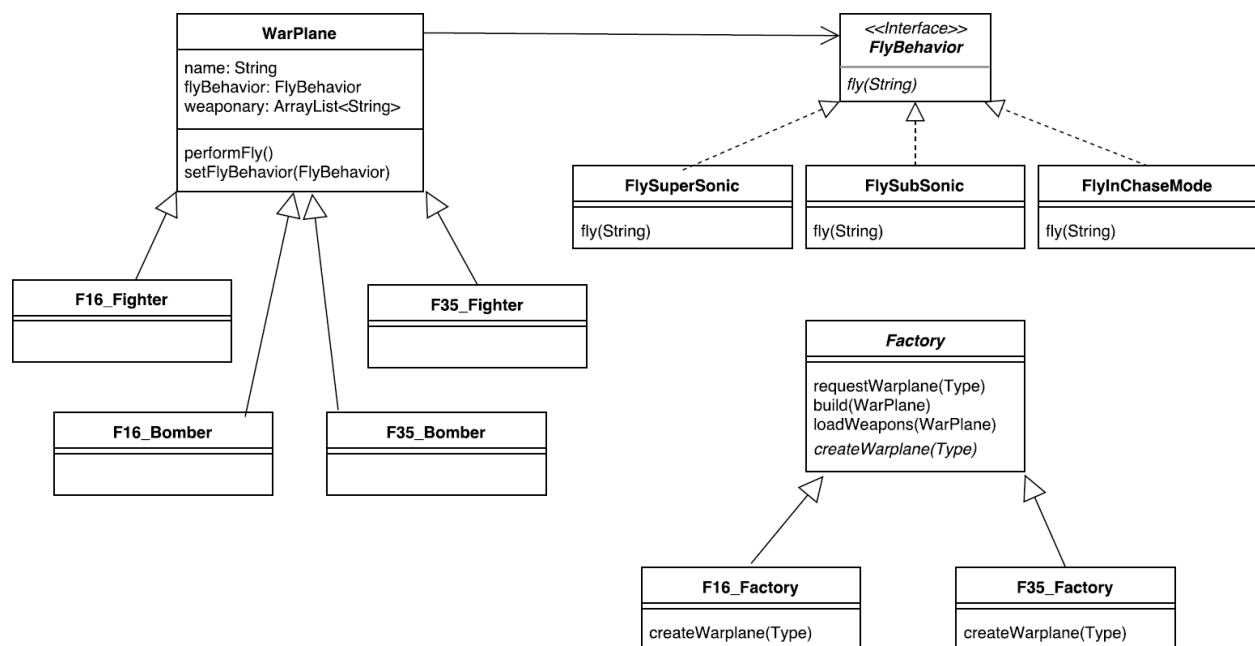 WarPlane
name: String
flyBehavior: FlyBehavior
weaponary: ArrayList<String>
performFly()
setFlyBehavior(FlyBehavior)
<<Interface>>
FlyBehavior
fly(String)
FlySuperSonic
fly(String)
FlySubSonic
fly(String)
FlyInChaseMode
fly(String)
F16_Fighter
F35_Fighter
F16_Bomber
F35_Bomber
Factory
requestWarplane(Type)
build(WarPlane)
loadWeapons(WarPlane)
createWarplane(Type)
F16_Factory
createWarplane(Type)
F35_Factory
createWarplane(Type)